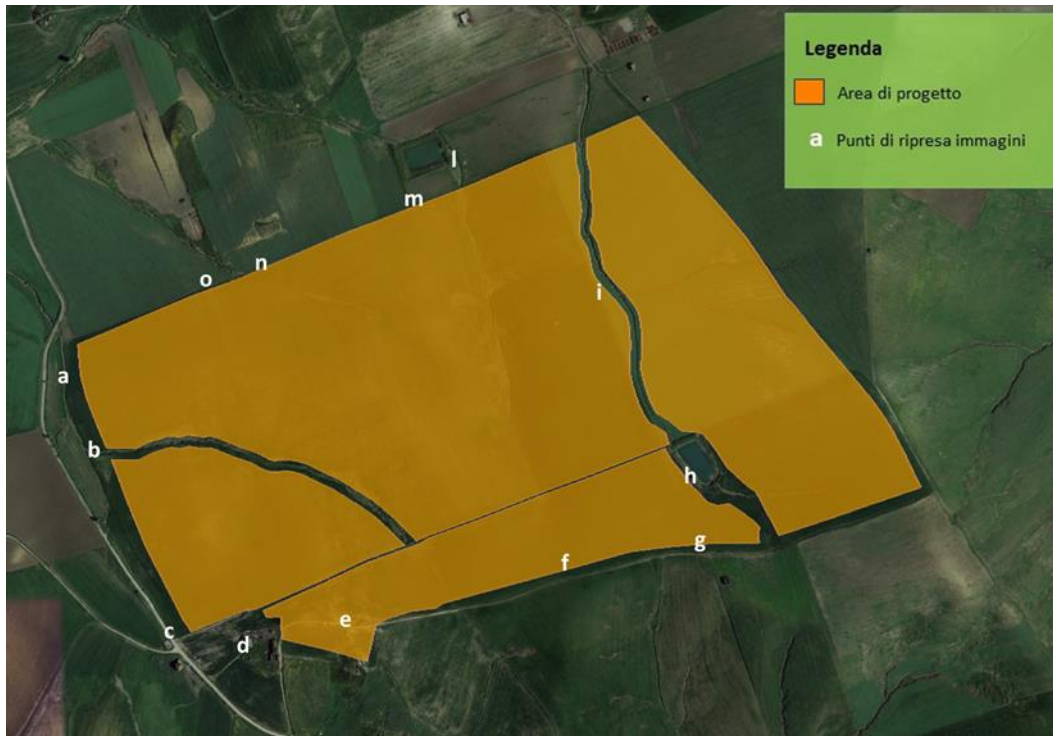 Legenda
Area di progetto
a Punti di ripresa immagini
l
m
n
o
i
a
b
h
g
f
e
c
d